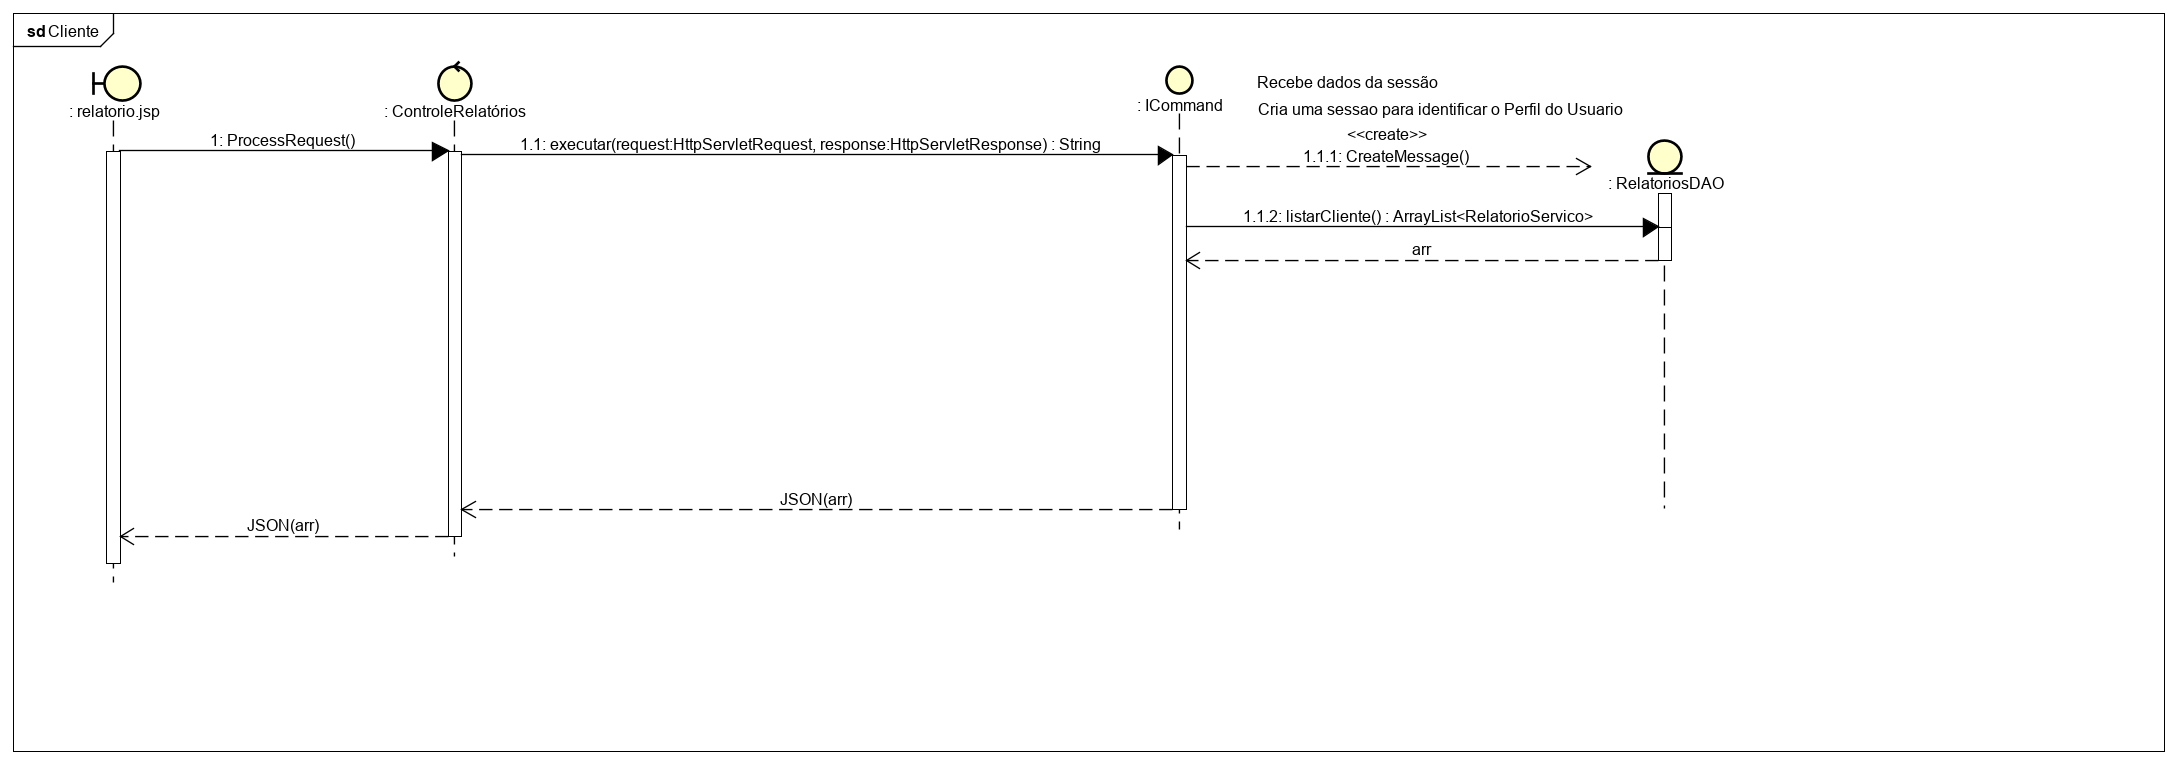 sd Cliente
: relatorio.jsp
: ControleRelatórios
: ICommand
Recebe dados da sessão
Cria uma sessao para identificar o Perfil do Usuario
<<create>>
1: ProcessRequest()
1.1: executar(request:HttpServletRequest, response:HttpServletResponse) : String
1.1.1: CreateMessage()
: RelatoriosDAO
1.1.2: listarCliente() : ArrayList<RelatorioServico>
arr
JSON(arr)
JSON(arr)